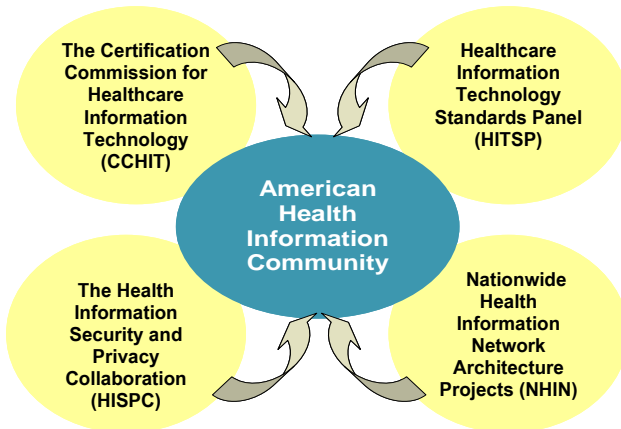 The Certification
Commission for
Healthcare
Information
Technology
(CCHIT)
Healthcare
Information
Technology
Standards Panel
(HITSP)
American
Health
Information
Community
The Health
Information
Security and
Privacy
Collaboration
(HISPC)
Nationwide
Health
Information
Network
Architecture
Projects (NHIN)